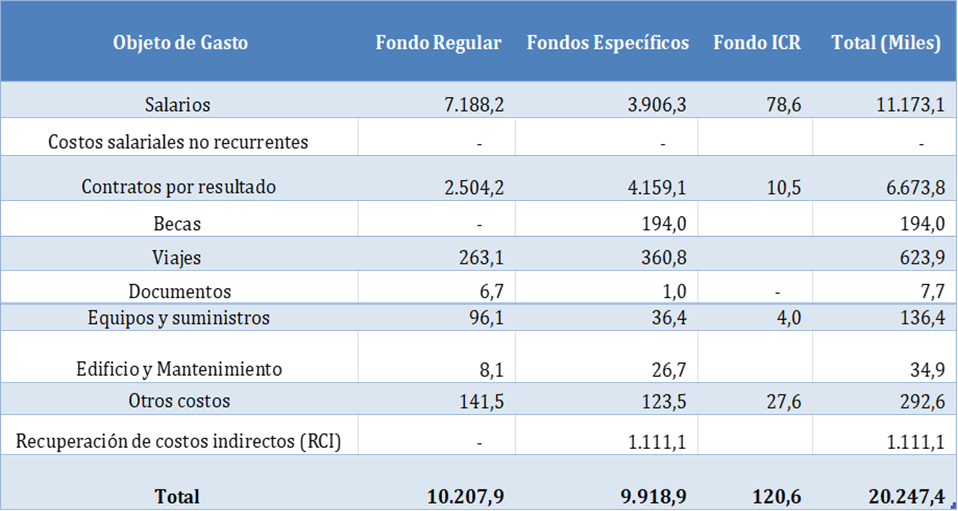 Objeto de Gasto Fondo Regular Fondos Específicos Fondo ICR Total (Miles)
Salarios 7.188,2 3.906,3 78,6 11.173,1
Costos salariales no recurrentes - - -
Contratos por resultado 2.504,2 4.159,1 10,5 6.673,8
Becas - 194,0 194,0
Viajes 263,1 360,8 623,9
Documentos 6,7 1,0 - 7,7
Equipos y suministros 96,1 36,4 4,0 136,4
Edificio y Mantenimiento 8,1 26,7 34,9
Otros costos 141,5 123,5 27,6 292,6
Recuperación de costos indirectos (RCI) - 1.111,1 1.111,1
Total 10.207,9 9.918,9 120,6 20.247,4